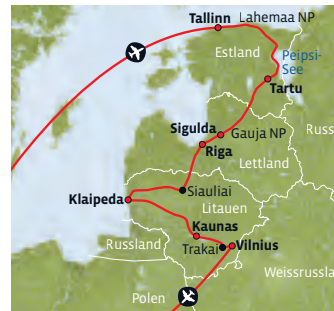 Tallinn
Lahemaa NP
Estland
Peipsi-
See
Tartu
Sigulda
Gauja NP
Russ
Riga
Lettland
Siauliai
Klaipeda
Litauen
Kaunas
Russland
Trakai
Vilnius
Weissrussla
Polen